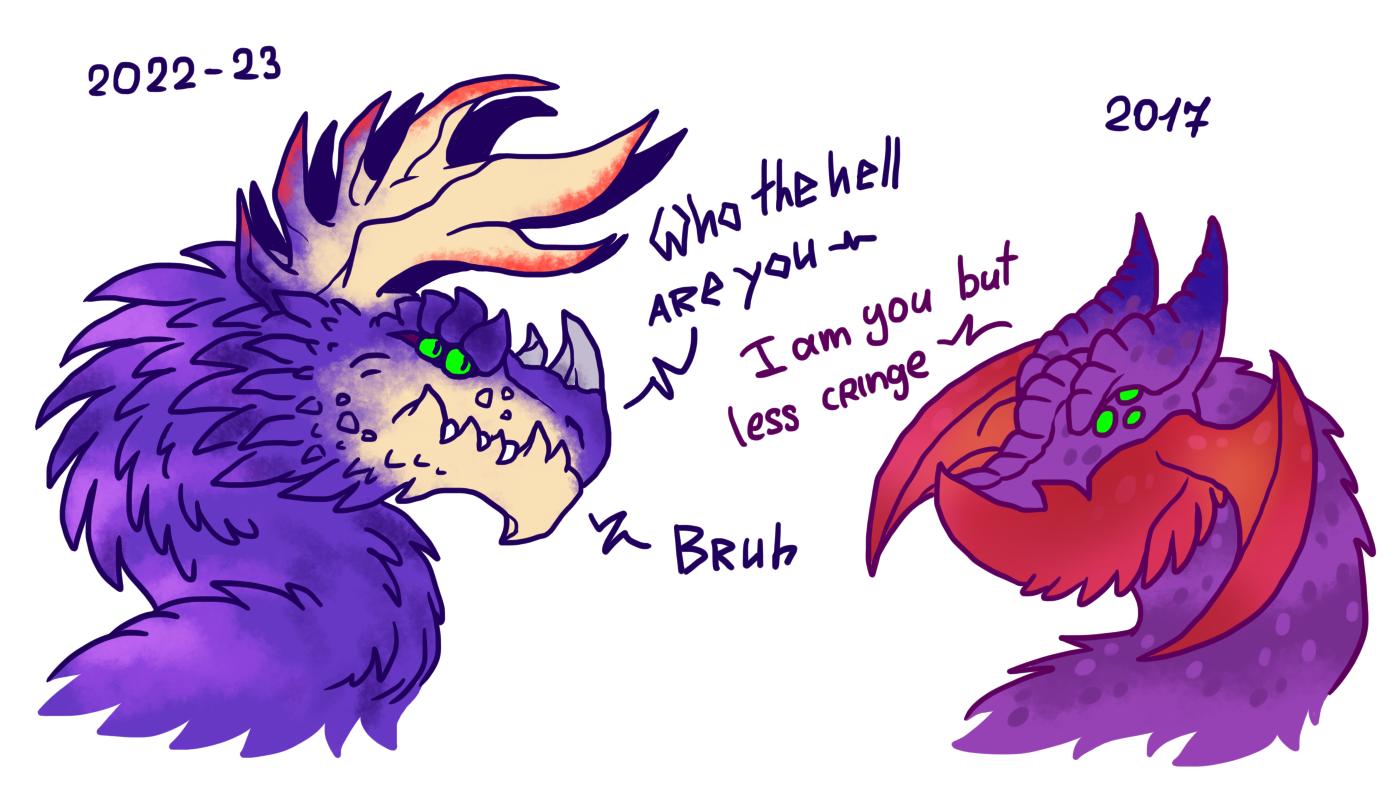 2022-23
2017
Who the hell
are you
I am you but
less cringe
Bruh